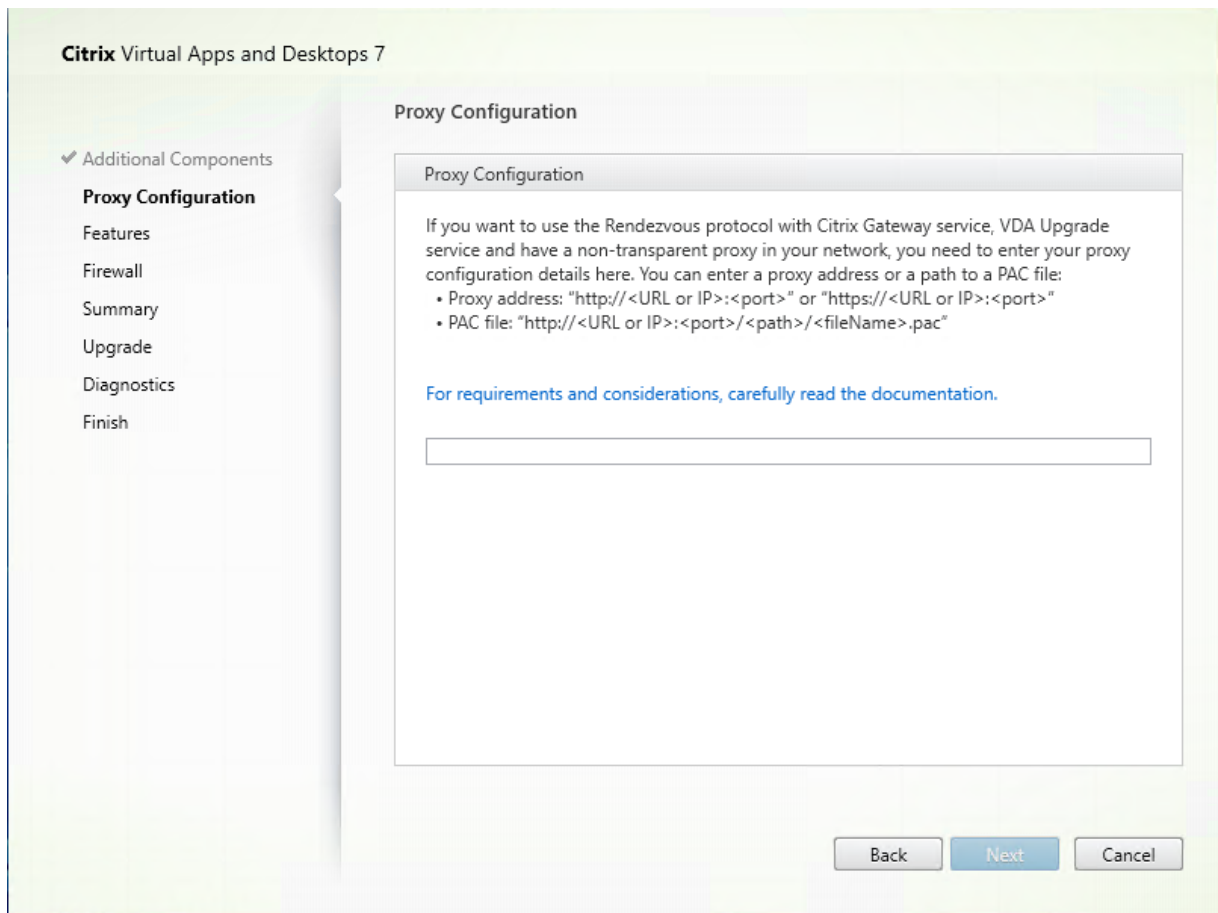 Citrix Virtual Apps and Desktops 7
Additional Components
Proxy Configuration
Features
Firewall
Summary
Upgrade
Diagnostics
Finish
Proxy Configuration
Proxy Configuration
If you want to use the Rendezvous protocol with Citrix Gateway service, VDA Upgrade
service and have a non-transparent proxy in your network, you need to enter your proxy
configuration details here. You can enter a proxy address or a path to a PAC file:
• Proxy address: “http://<URL or IP>:<port>“ or “https://<URL or IP>:<port>“
• PAC file: “http://<URL or IP>:<port>/<path>/<fileName>.pac”
For requirements and considerations, carefully read the documentation.
Back
Next
Cancel